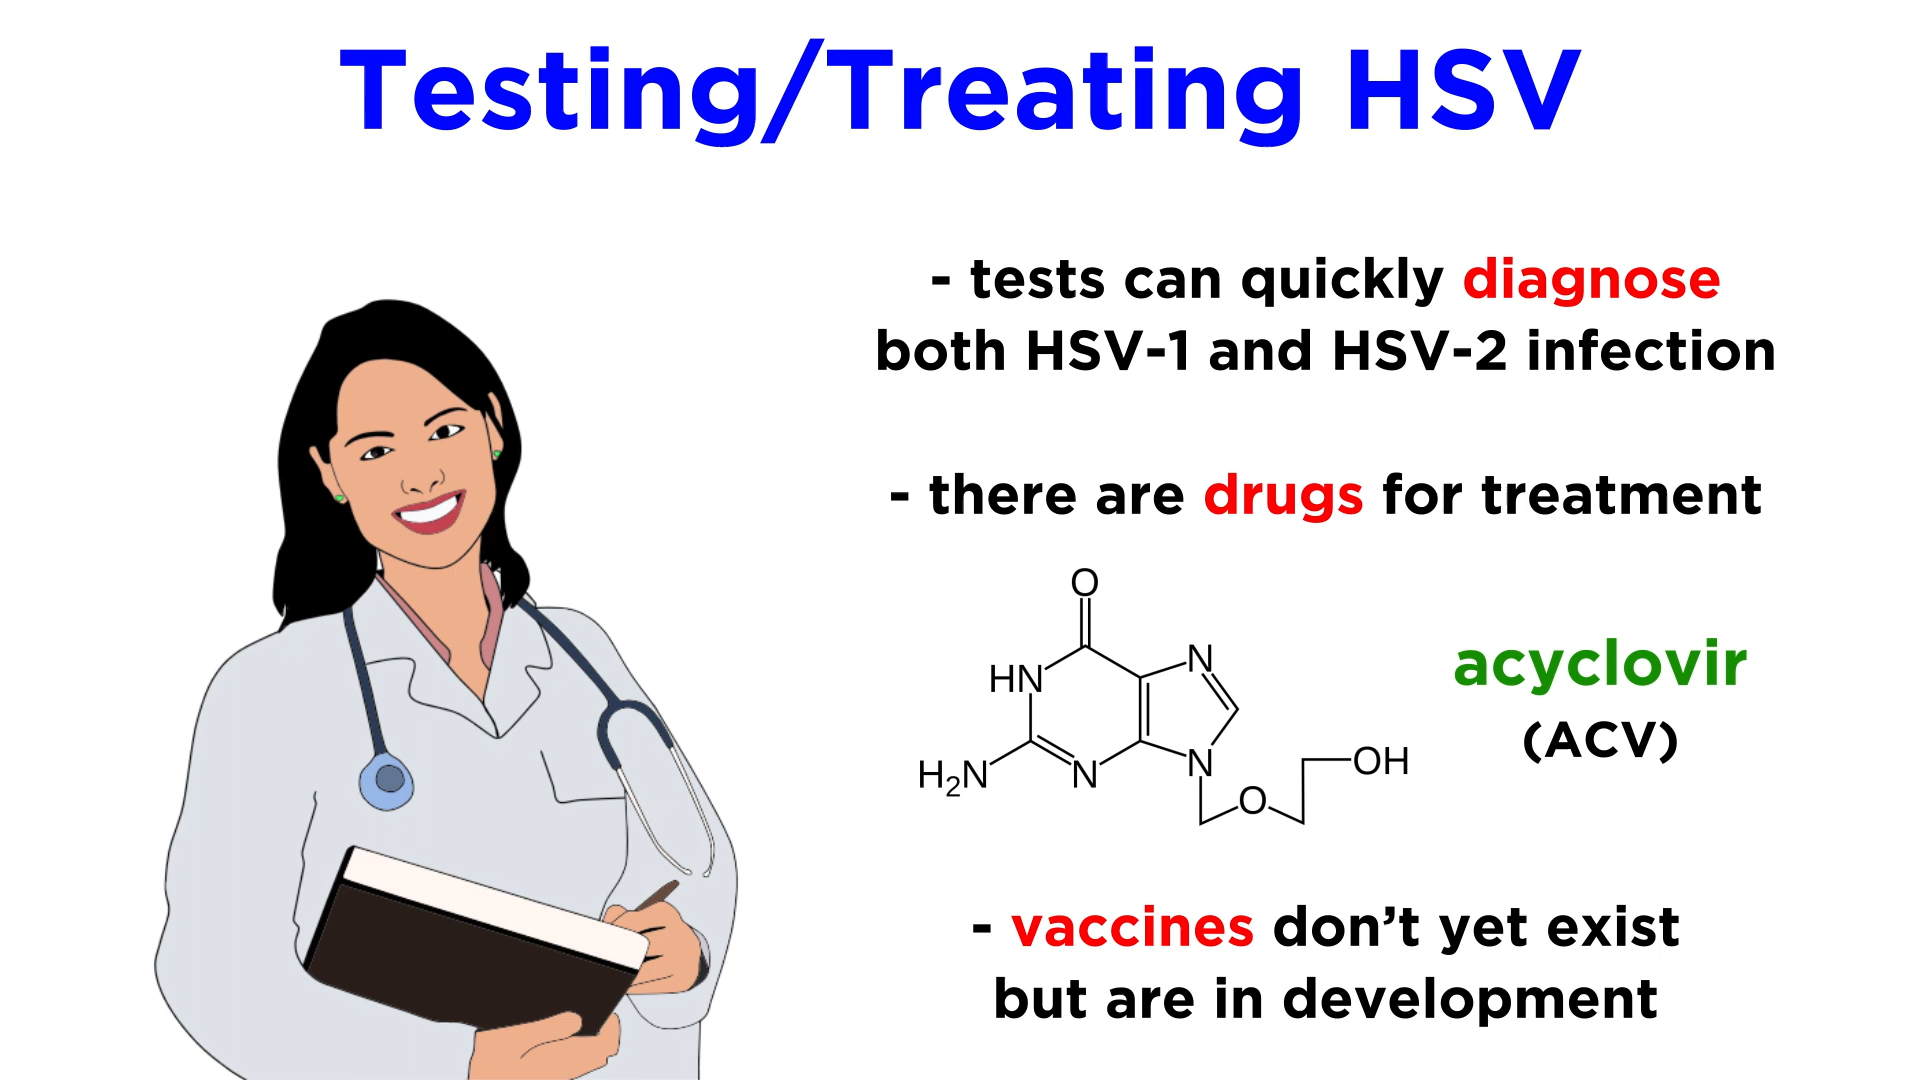 Testing/Treating HSV
- tests can quickly diagnose
both HSV-1 and HSV-2 infection
- there are drugs for treatment
O
HN
N
H₂N
N
N
O
OH
acyclovir
(ACV)
- vaccines don’t yet exist
but are in development